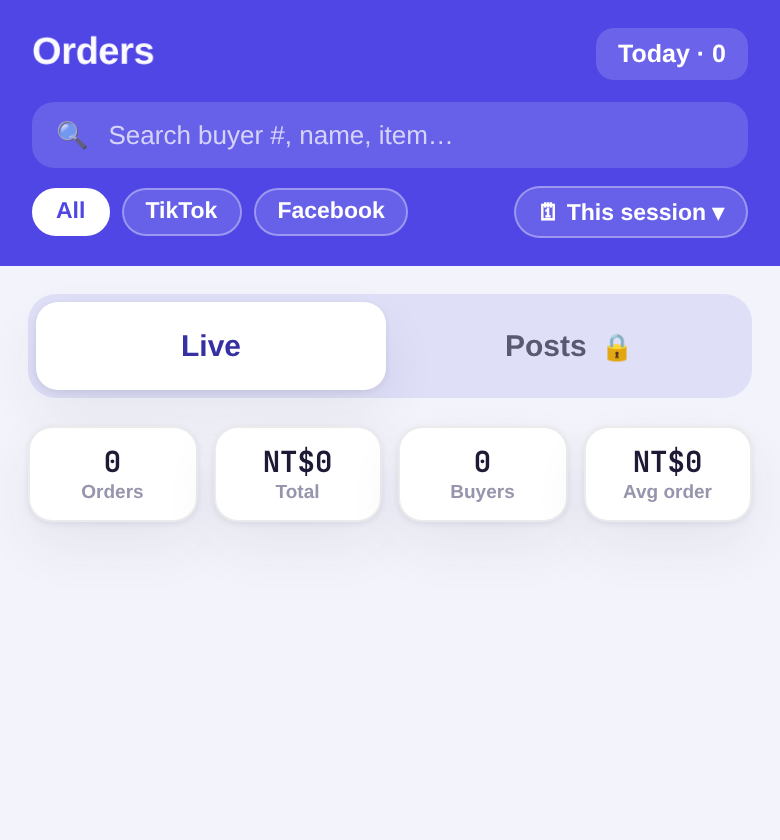 Orders
Today · 0
Search buyer #, name, item…
All
TikTok
Facebook
This session ▾
Live
Posts
0
Orders
NT$0
Total
0
Buyers
NT$0
Avg order